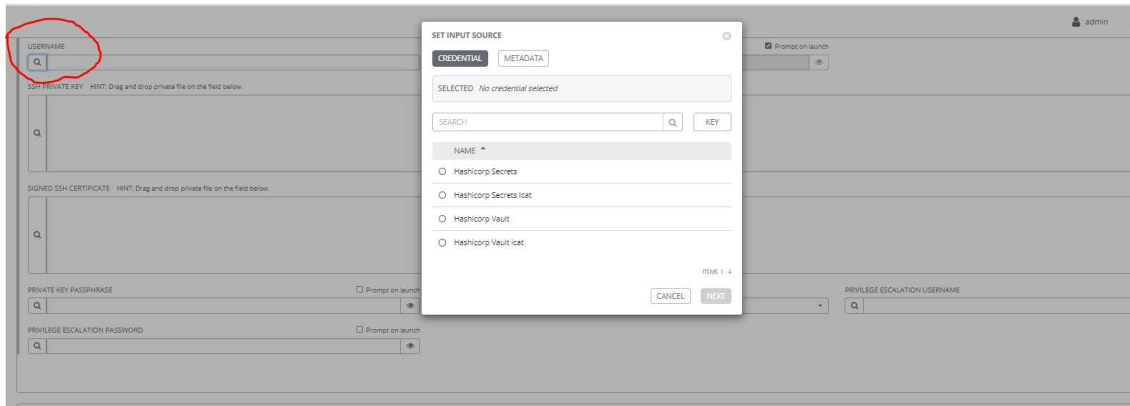 admin
USERNAME
Prompt on launch
SSH PRIVATE KEY HINT: Drag and drop private file on the field below.
SIGNED SSH CERTIFICATE HINT: Drag and drop private file on the field below.
PRIVATE KEY PASSPHRASE
Prompt on launch
PRIVILEGE ESCALATION USERNAME
PRIVILEGE ESCALATION PASSWORD
Prompt on launch
SET INPUT SOURCE
CREDENTIAL METADATA
SELECTED No credential selected
SEARCH KEY
NAME
Hashicorp Secrets
Hashicorp Secrets Icat
Hashicorp Vault
Hashicorp Vault icat
ITEMS 1 - 4
CANCEL NEXT